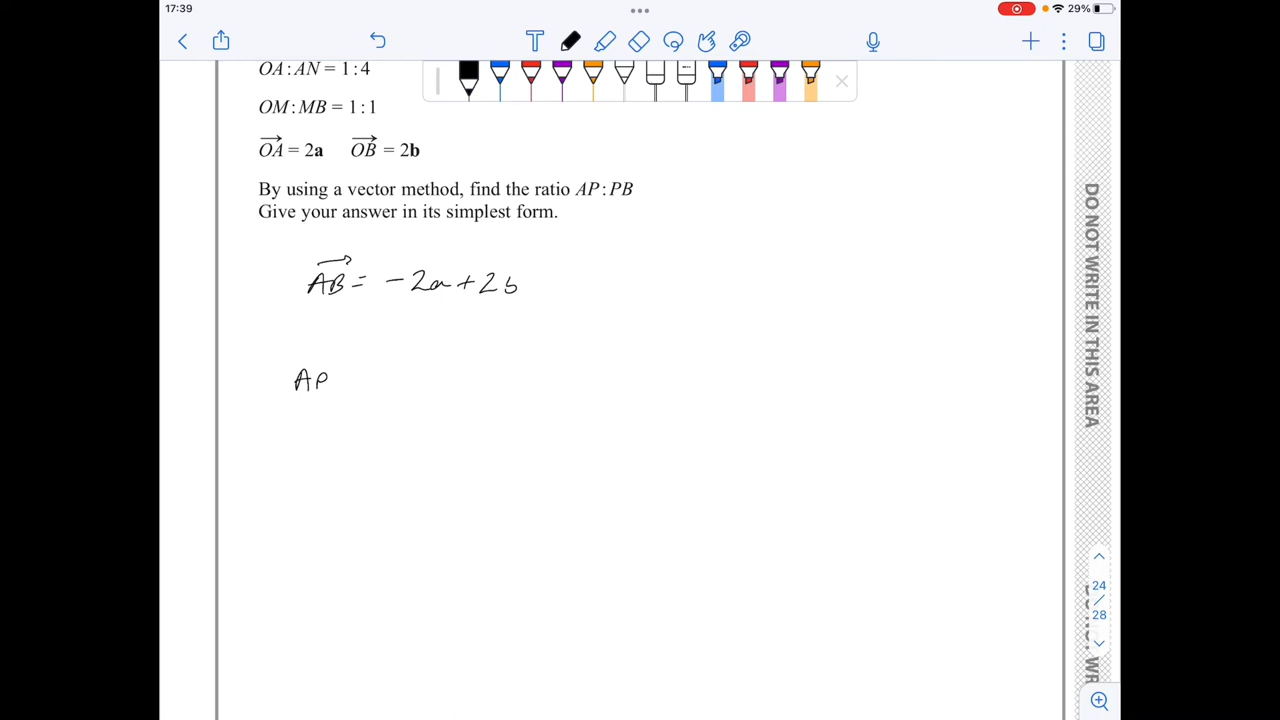 17:39
29%
OA : AN = 1 : 4
OM : MB = 1 : 1
OA = 2a OB = 2b
By using a vector method, find the ratio AP : PB
Give your answer in its simplest form.
AB = -2a + 2b
AP
DO NOT WRITE IN THIS AREA
24
28